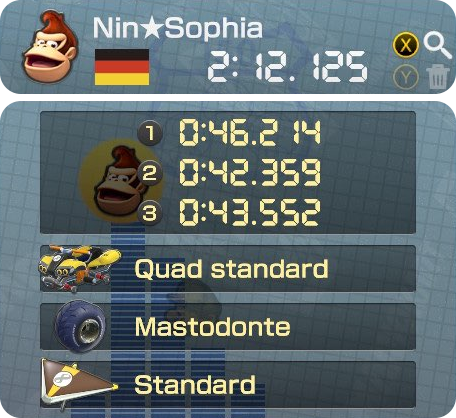 Nin★Sophia
X
2:12.125
Y
1 0:46.214
2 0:42.359
3 0:43.552
Quad standard
Mastodonte
Standard